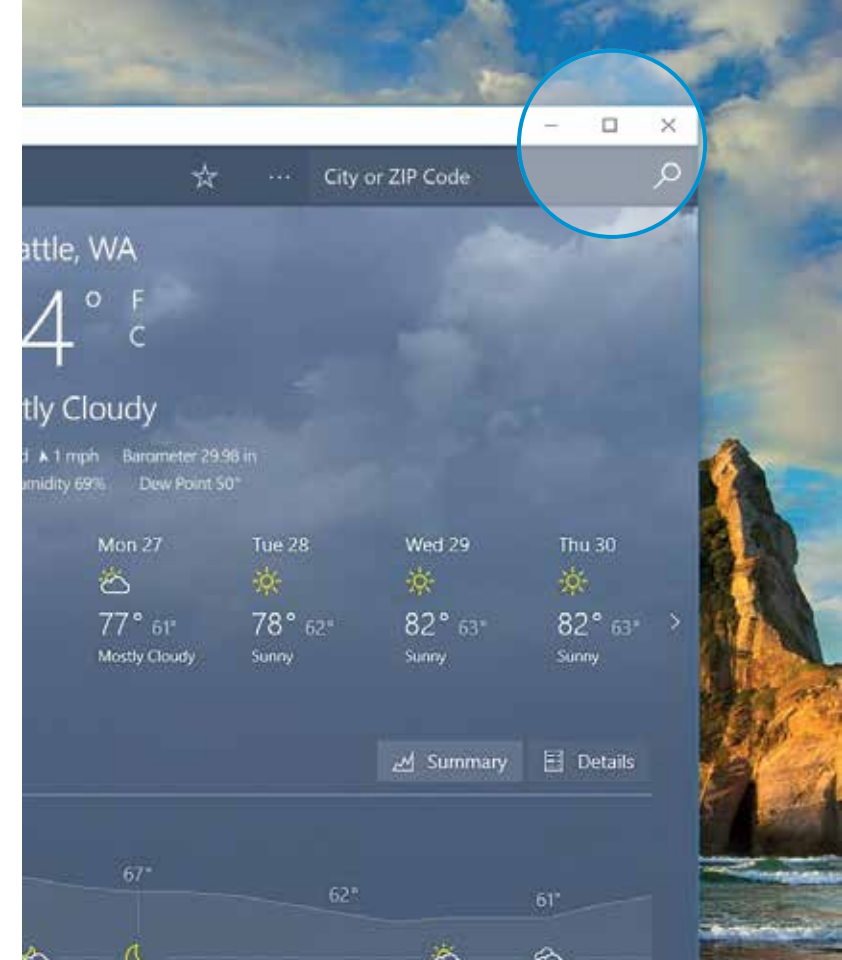 City or ZIP Code
attle, WA
4° F
C
tly Cloudy
1 mph Barometer 29.98 in
midity 69% Dew Point 50°
Mon 27 Tue 28 Wed 29 Thu 30
77° 61° 78° 62° 82° 63° 82° 63°
Mostly Cloudy Sunny Sunny Sunny
Summary Details
67°
62°
61°